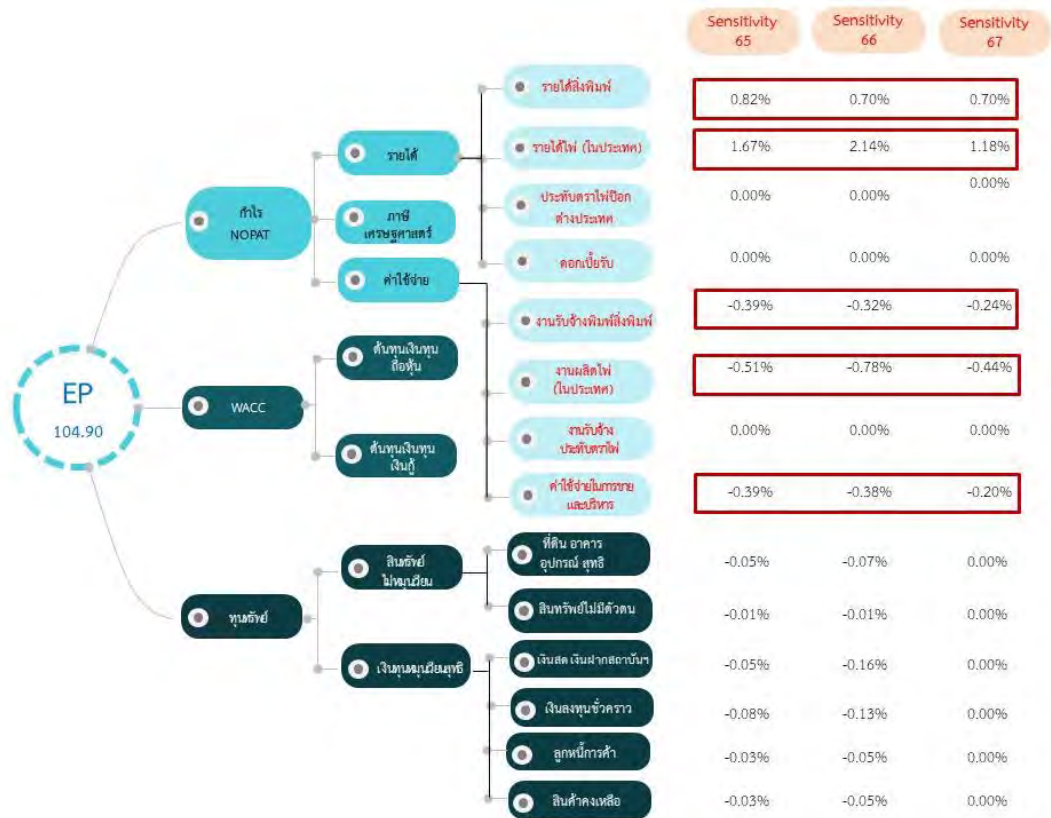 Sensitivity
65
Sensitivity
66
Sensitivity
67
รายได้สิ่งพิมพ์
0.82%
0.70%
0.70%
รายได้
รายได้ไพ่ (ในประเทศ)
1.67%
2.14%
1.18%
กำไร
NOPAT
ภาษี
เศรษฐศาสตร์
ประทับตราไพ่ป๊อก
ต่างประเทศ
0.00%
0.00%
0.00%
ค่าใช้จ่าย
ดอกเบี้ยรับ
0.00%
0.00%
0.00%
งานรับจ้างพิมพ์สิ่งพิมพ์
-0.39%
-0.32%
-0.24%
ต้นทุนเงินทุน
ถือหุ้น
งานผลิตไพ่
(ในประเทศ)
-0.51%
-0.78%
-0.44%
EP
104.90
WACC
ต้นทุนเงินทุน
เงินกู้
งานรับจ้าง
ประทับตราไพ่
0.00%
0.00%
0.00%
ค่าใช้จ่ายในการขาย
และบริหาร
-0.39%
-0.38%
-0.20%
สินทรัพย์
ไม่หมุนเวียน
ที่ดิน อาคาร
อุปกรณ์ สุทธิ
-0.05%
-0.07%
0.00%
ทุนทรัพย์
สินทรัพย์ไม่มีตัวตน
-0.01%
-0.01%
0.00%
เงินทุนหมุนเวียนสุทธิ
เงินสด เงินฝากสถาบันฯ
-0.05%
-0.16%
0.00%
เงินลงทุนชั่วคราว
-0.08%
-0.13%
0.00%
ลูกหนี้การค้า
-0.03%
-0.05%
0.00%
สินค้าคงเหลือ
-0.03%
-0.05%
0.00%